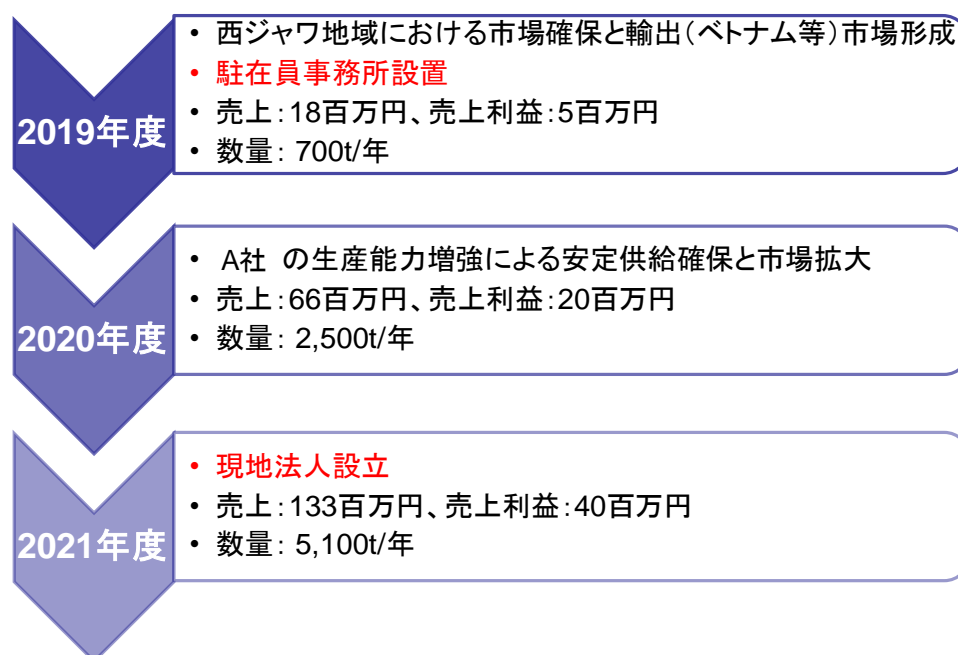 2019年度
• 西ジャワ地域における市場確保と輸出(ベトナム等)市場形成
• 駐在員事務所設置
• 売上:18百万円、売上利益:5百万円
• 数量: 700t/年
2020年度
• A社 の生産能力増強による安定供給確保と市場拡大
• 売上:66百万円、売上利益:20百万円
• 数量: 2,500t/年
2021年度
• 現地法人設立
• 売上:133百万円、売上利益:40百万円
• 数量: 5,100t/年